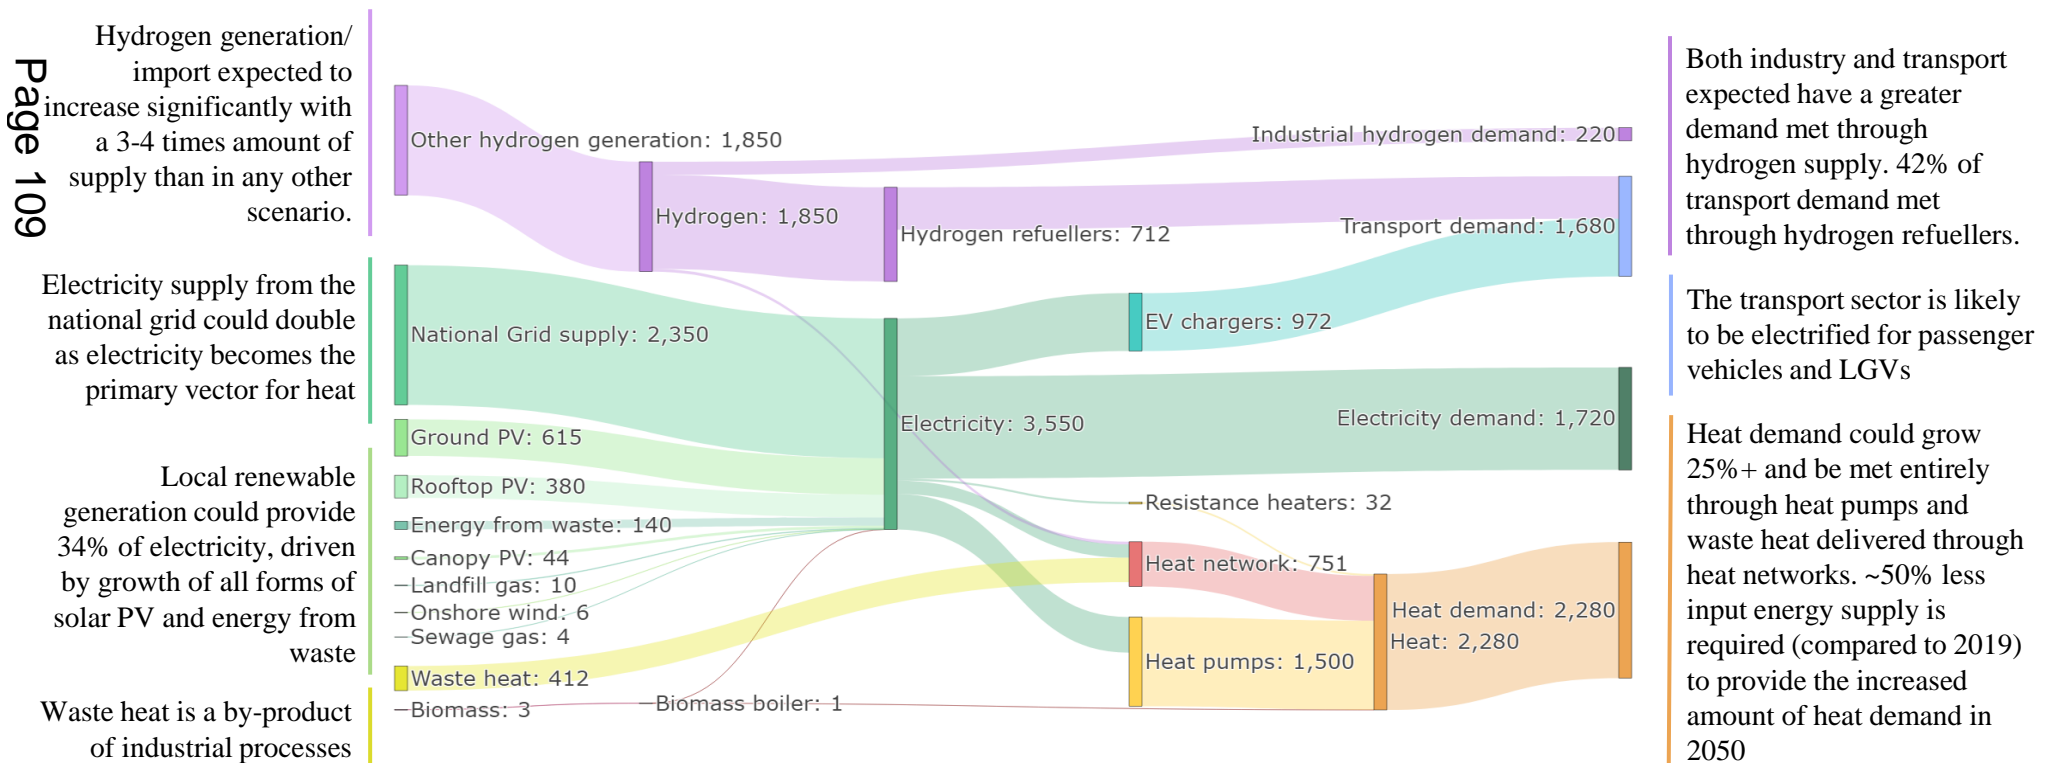 Page 109
Hydrogen generation/
import expected to
increase significantly with
a 3-4 times amount of
supply than in any other
scenario.
Electricity supply from the
national grid could double
as electricity becomes the
primary vector for heat
Local renewable
generation could provide
34% of electricity, driven
by growth of all forms of
solar PV and energy from
waste
Waste heat is a by-product
of industrial processes
Other hydrogen generation: 1,850
Hydrogen: 1,850
Hydrogen refuellers: 712
Industrial hydrogen demand: 220
Transport demand: 1,680
National Grid supply: 2,350
EV chargers: 972
Ground PV: 615
Electricity: 3,550
Electricity demand: 1,720
Rooftop PV: 380
Resistance heaters: 32
Energy from waste: 140
Canopy PV: 44
Heat network: 751
Landfill gas: 10
Onshore wind: 6
Heat demand: 2,280
Sewage gas: 4
Heat: 2,280
Waste heat: 412
Heat pumps: 1,500
Biomass: 3
Biomass boiler: 1
Both industry and transport
expected have a greater
demand met through
hydrogen supply. 42% of
transport demand met
through hydrogen refuellers.
The transport sector is likely
to be electrified for passenger
vehicles and LGVs
Heat demand could grow
25%+ and be met entirely
through heat pumps and
waste heat delivered through
heat networks. ~50% less
input energy supply is
required (compared to 2019)
to provide the increased
amount of heat demand in
2050